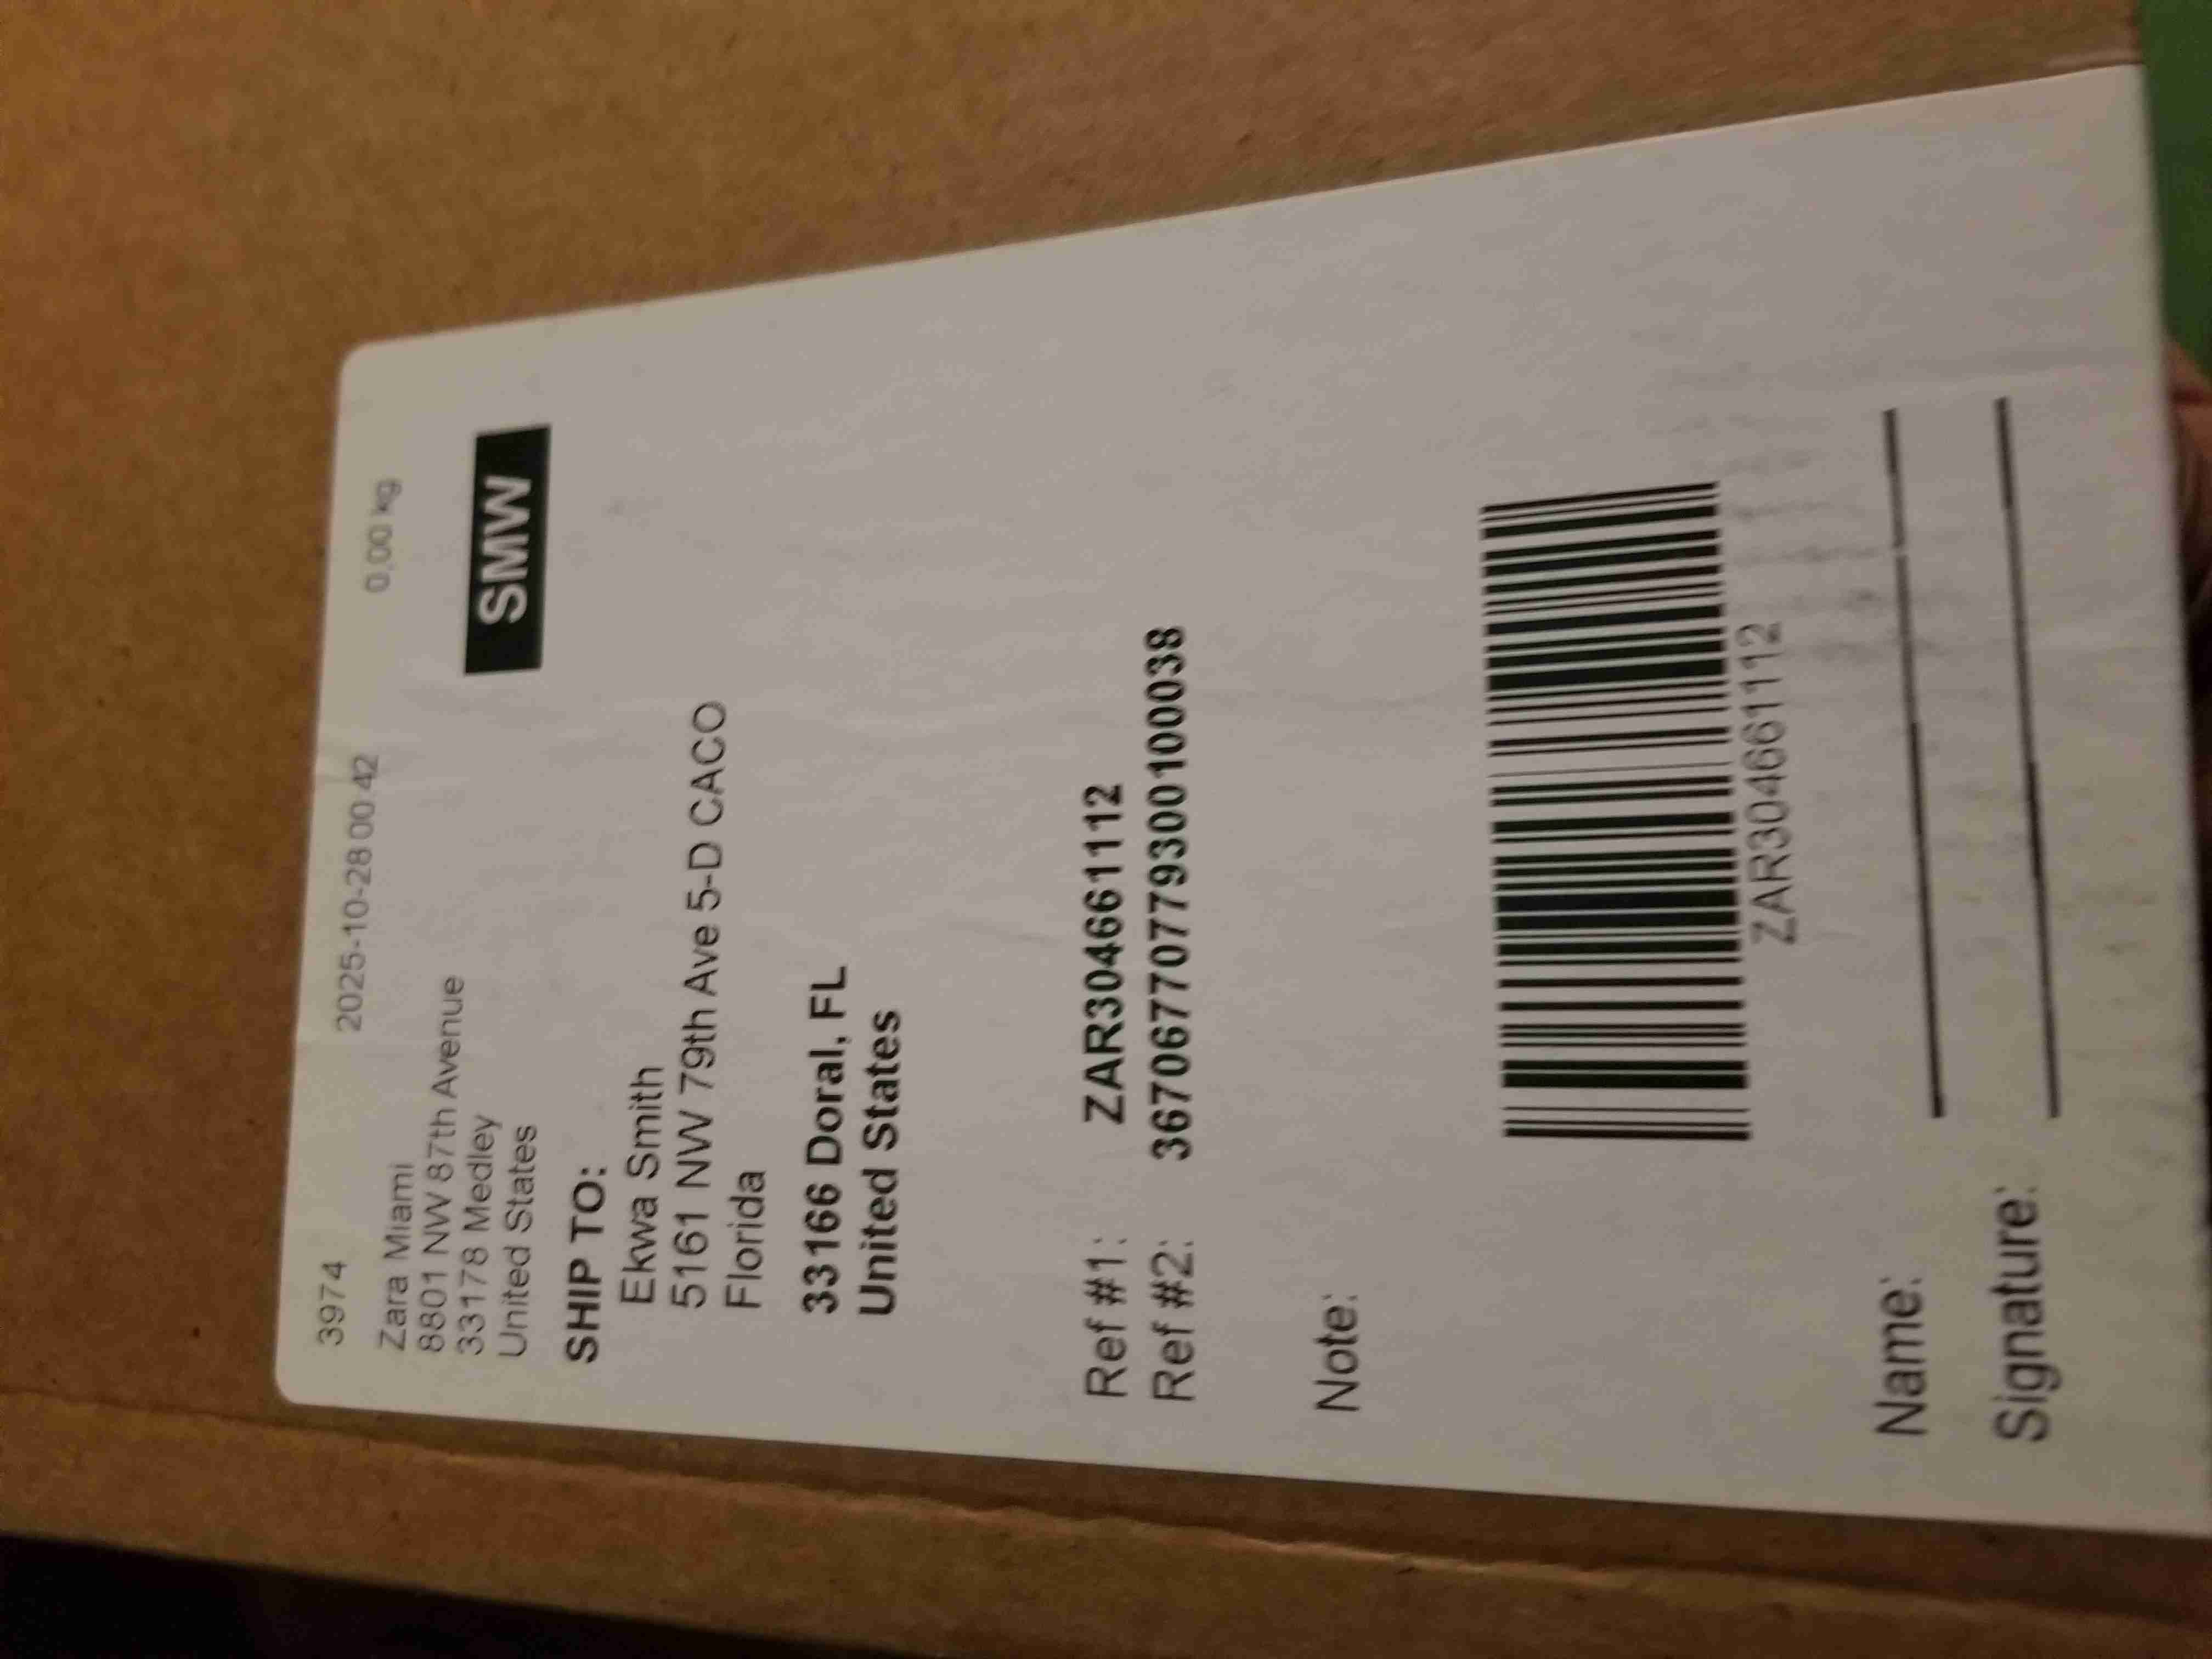 3974 2025-10-28 00:42 0,00 kg
Zara Miami
8801 NW 87th Avenue
33178 Medley
United States
SMW
SHIP TO:
Ekwa Smith
5161 NW 79th Ave 5-D CACO
Florida
33166 Doral, FL
United States
Ref #1: ZAR304661112
Ref #2: 36706770779300100038
Note:
ZAR304661112
Name:
Signature: